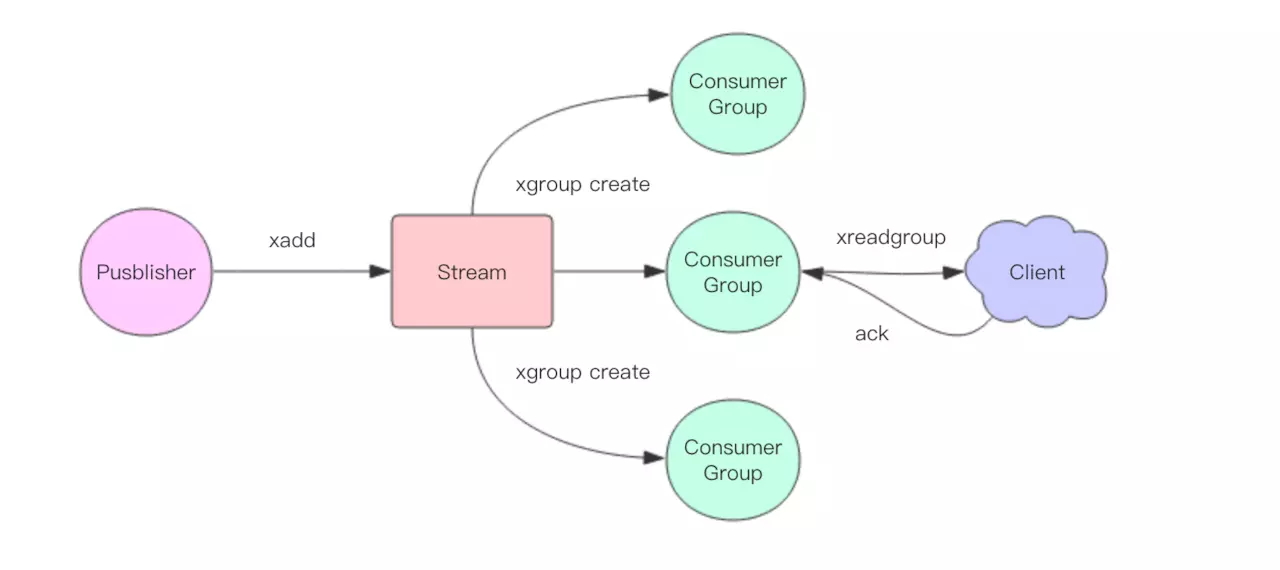 Consumer
Group
xgroup create
xadd
Pusblisher
Stream
Consumer
Group
xreadgroup
Client
ack
xgroup create
Consumer
Group